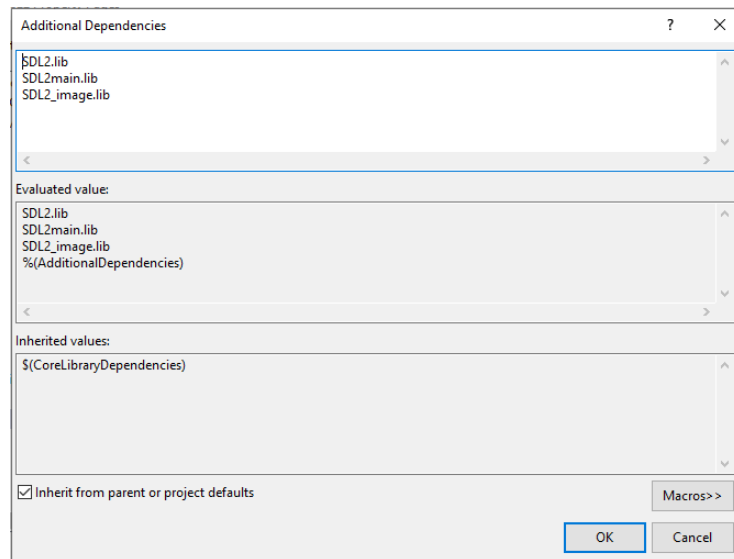 Additional Dependencies
?
SDL2.lib
SDL2main.lib
SDL2_image.lib
Evaluated value:
SDL2.lib
SDL2main.lib
SDL2_image.lib
%(AdditionalDependencies)
Inherited values:
$(CoreLibraryDependencies)
Inherit from parent or project defaults
Macros>>
OK
Cancel